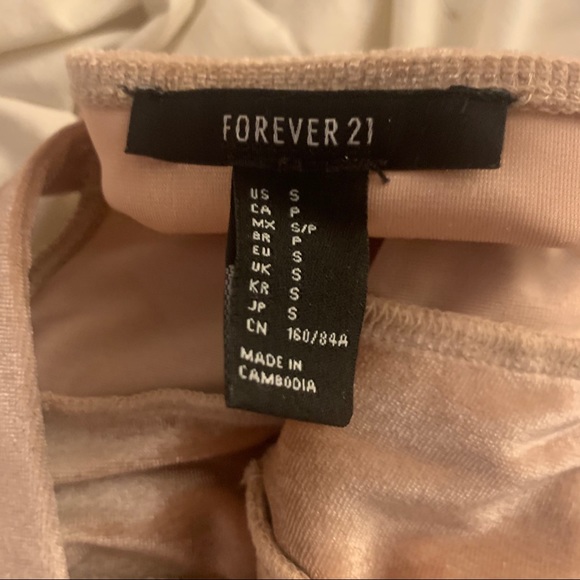 FOREVER 21
US S
CA P
MX S/P
BR P
EU S
UK S
KR S
JP S
CN 160/84A
MADE IN
CAMBODIA